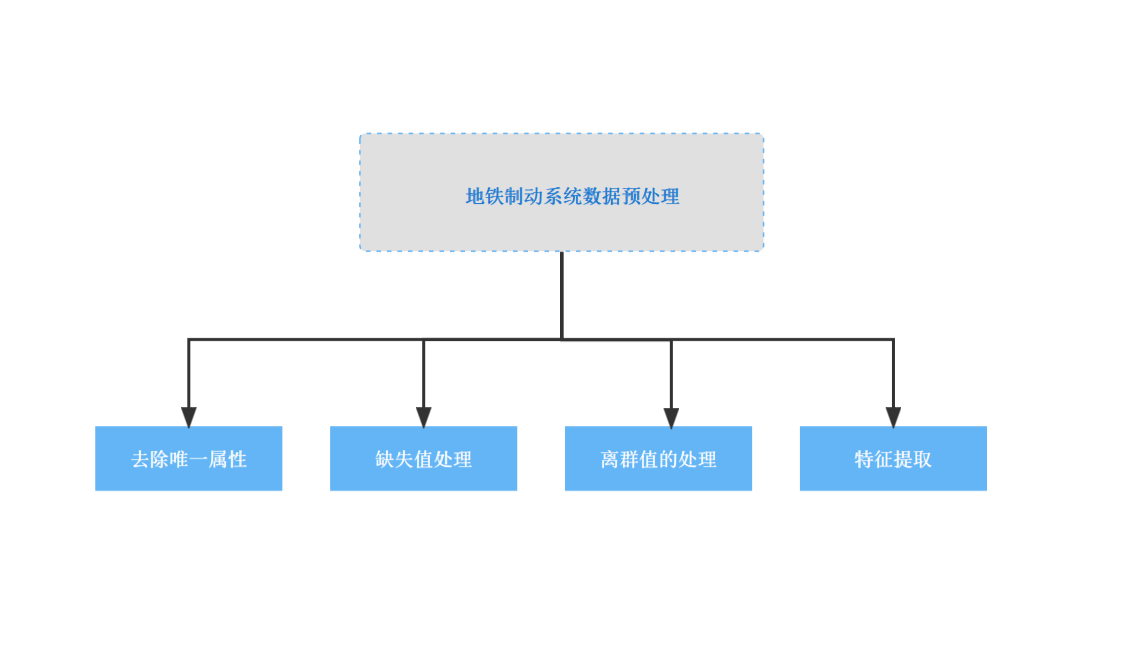 地铁制动系统数据预处理
去除唯一属性
缺失值处理
离群值的处理
特征提取